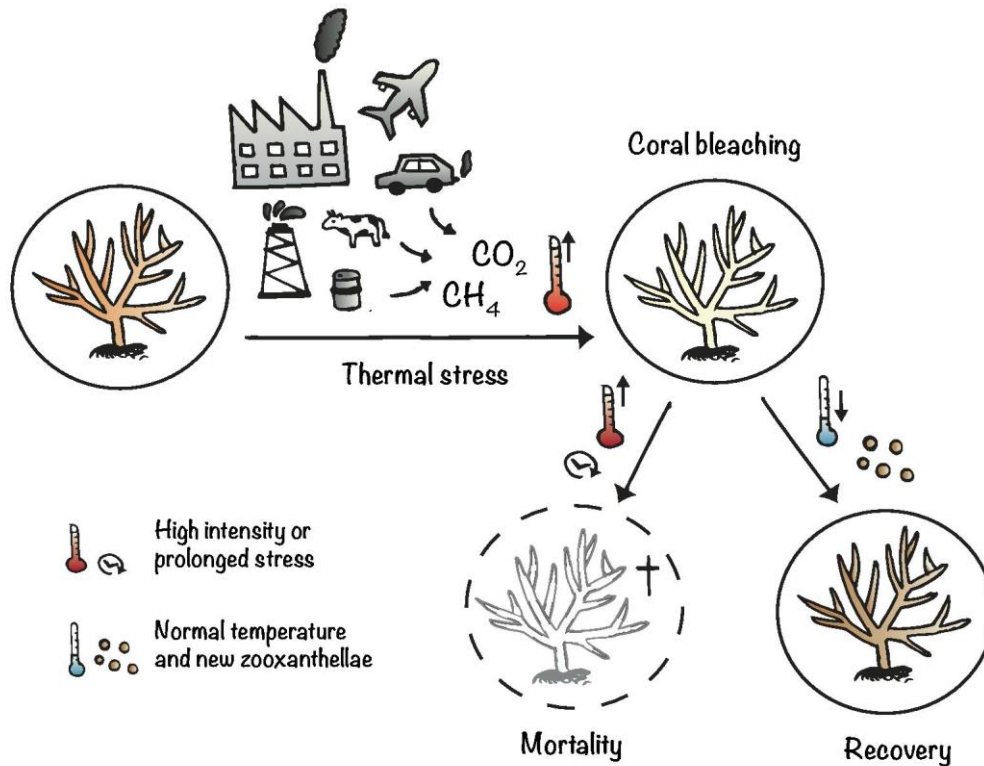 Coral bleaching
CO₂
CH₄
Thermal stress
High intensity or
prolonged stress
Normal temperature
and new zooxanthellae
Mortality
Recovery